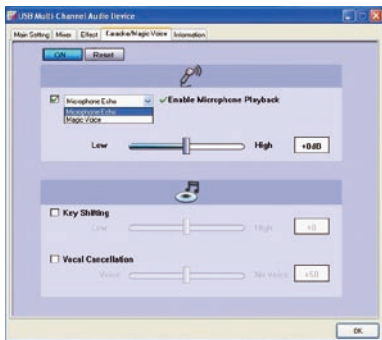 USB Multi-Channel Audio Device
Main Setting Mixer Effect Karaoke/Magic Voice Information
ON Reset
Microphone Echo ✓Enable Microphone Playback
Microphone Echo
Magic Voice
Low High +0dB
Key Shifting
Low High +0
Vocal Cancellation
Voice No Voice +50
OK